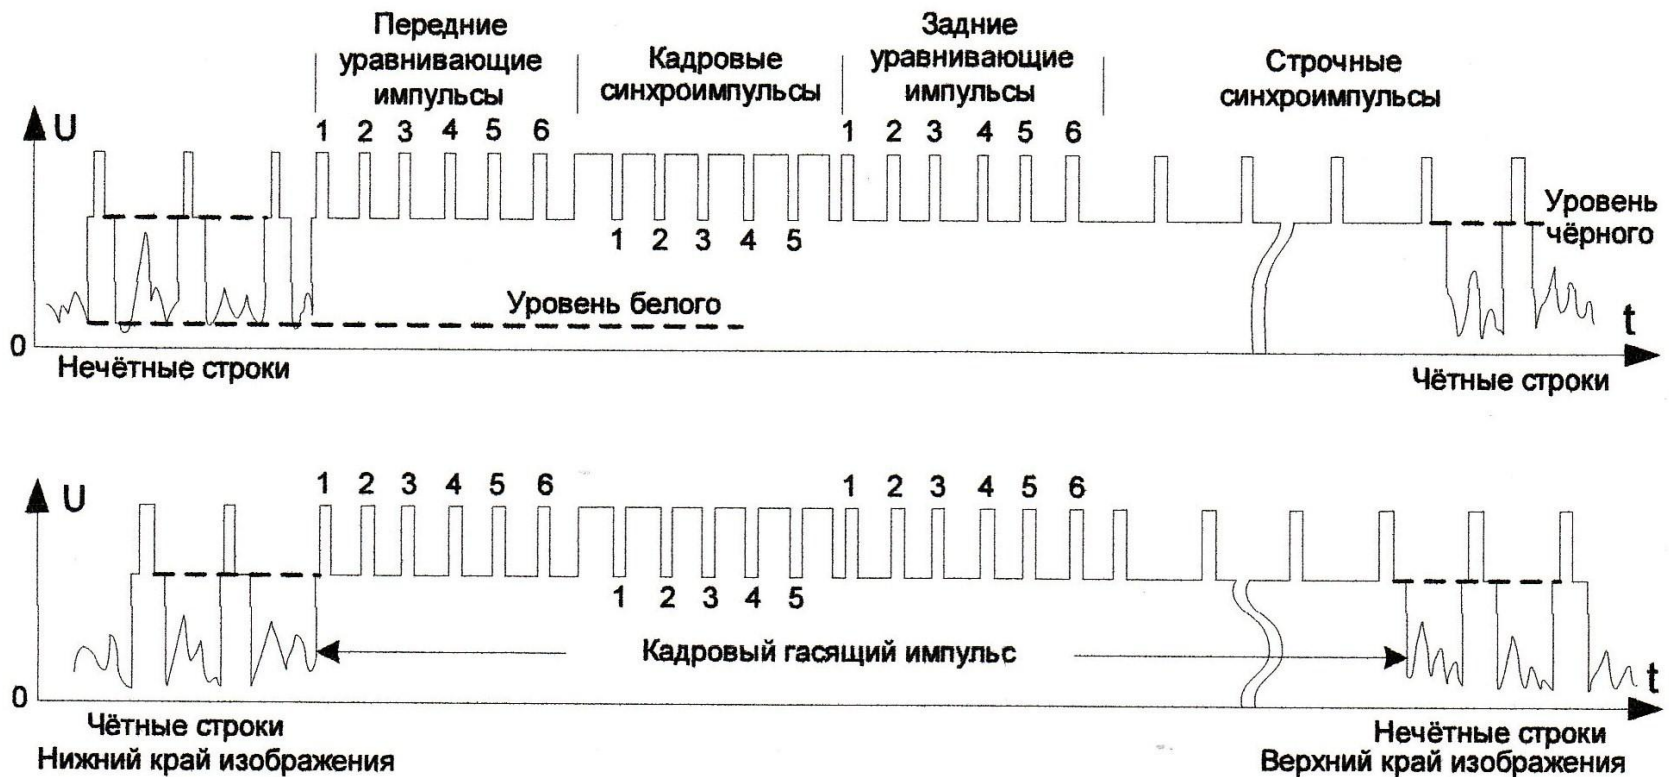 Передние
уравнивающие
импульсы
Кадровые
синхроимпульсы
Задние
уравнивающие
импульсы
Строчные
синхроимпульсы
U
1 2 3 4 5 6
1 2 3 4 5 6
1 2 3 4 5
Уровень
чёрного
Уровень белого
t
0
Нечётные строки
Чётные строки
U
1 2 3 4 5 6
1 2 3 4 5 6
1 2 3 4 5
Кадровый гасящий импульс
t
0
Чётные строки
Нижний край изображения
Нечётные строки
Верхний край изображения